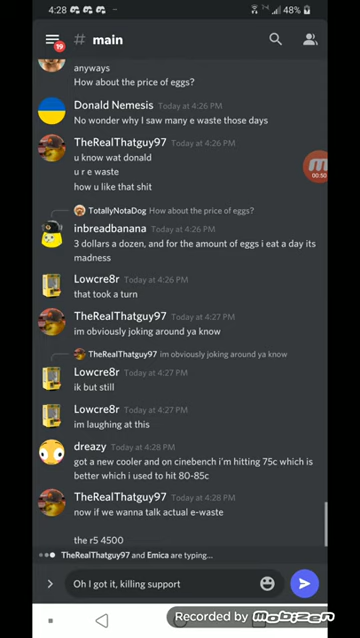 4:28
48%
19
# main
anyways
How about the price of eggs?
Donald Nemesis Today at 4:26 PM
No wonder why I saw many e waste those days
TheRealThatguy97 Today at 4:26 PM
u know wat donald
u r e waste
how u like that shit
00:50
TotallyNotaDog How about the price of eggs?
inbreadbanana Today at 4:26 PM
3 dollars a dozen, and for the amount of eggs i eat a day its
madness
Lowcre8r Today at 4:26 PM
that took a turn
TheRealThatguy97 Today at 4:27 PM
im obviously joking around ya know
TheRealThatguy97 im obviously joking around ya know
Lowcre8r Today at 4:27 PM
ik but still
Lowcre8r Today at 4:27 PM
im laughing at this
dreazy Today at 4:28 PM
got a new cooler and on cinebench i'm hitting 75c which is
better which i used to hit 80-85c
TheRealThatguy97 Today at 4:28 PM
now if we wanna talk actual e-waste
the r5 4500
TheRealThatguy97 and Emica are typing...
Oh I got it, killing support
Recorded by mobizen